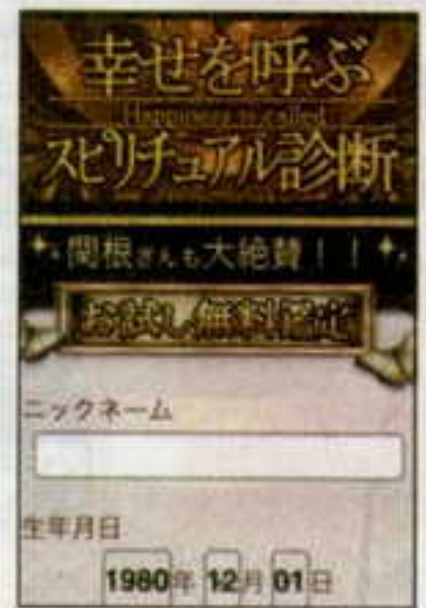 幸せを呼ぶ
Happiness is called
スピリチュアル診断
関根さんも大絶賛！！
お試し無料鑑定
ニックネーム
生年月日
1980年 12月 01日